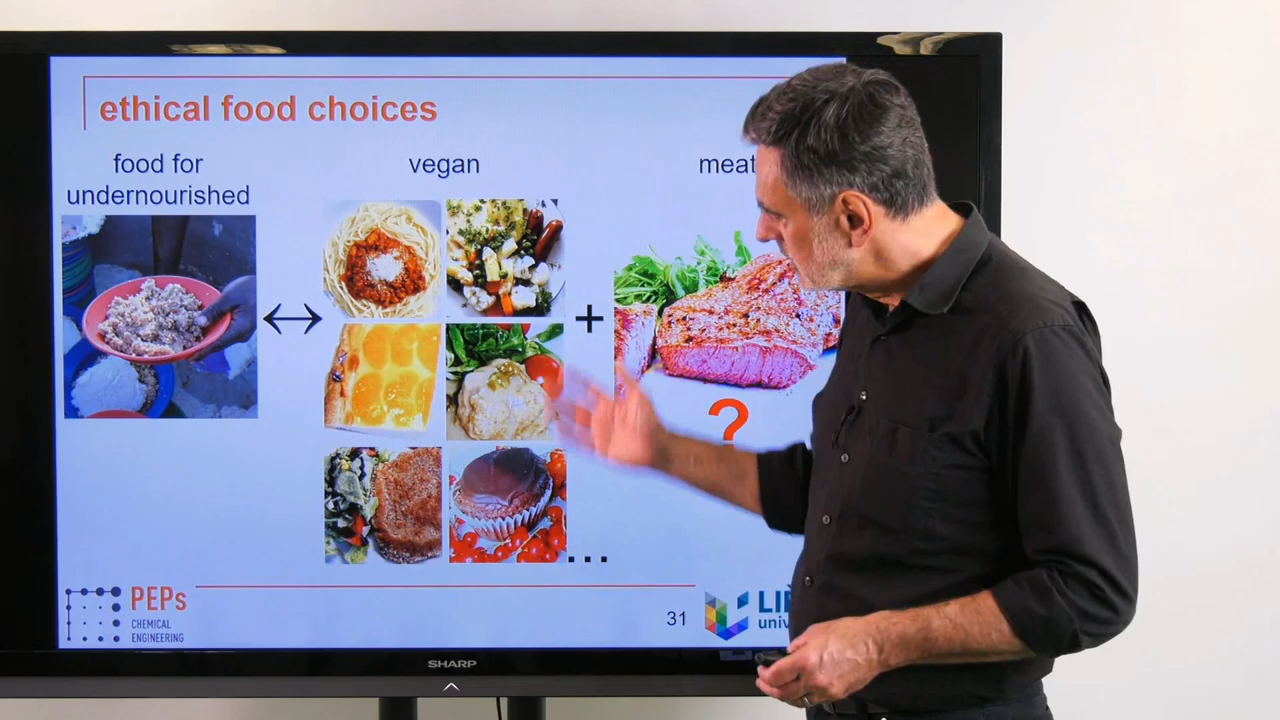 ethical food choices
food for
undernourished
vegan
meat
+
?
...
PEPs
CHEMICAL
ENGINEERING
31
SHARP